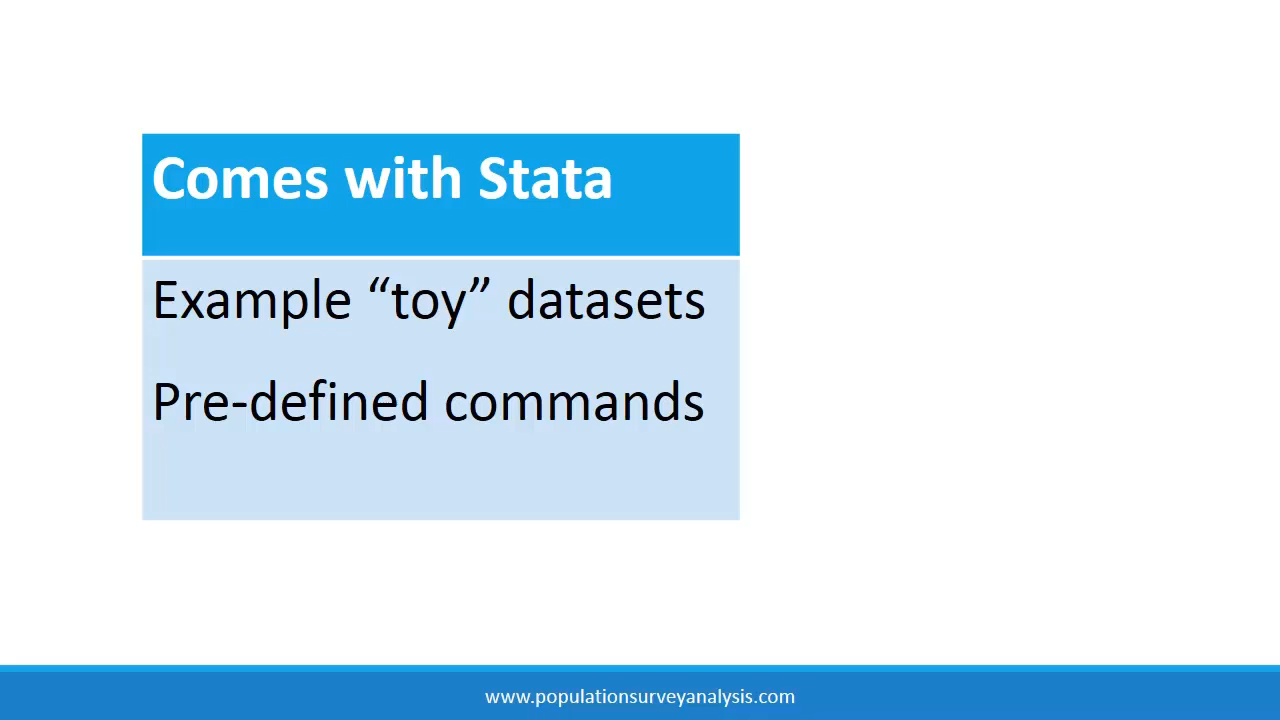 Comes with Stata
Example “toy” datasets
Pre-defined commands
www.populationsurveyanalysis.com